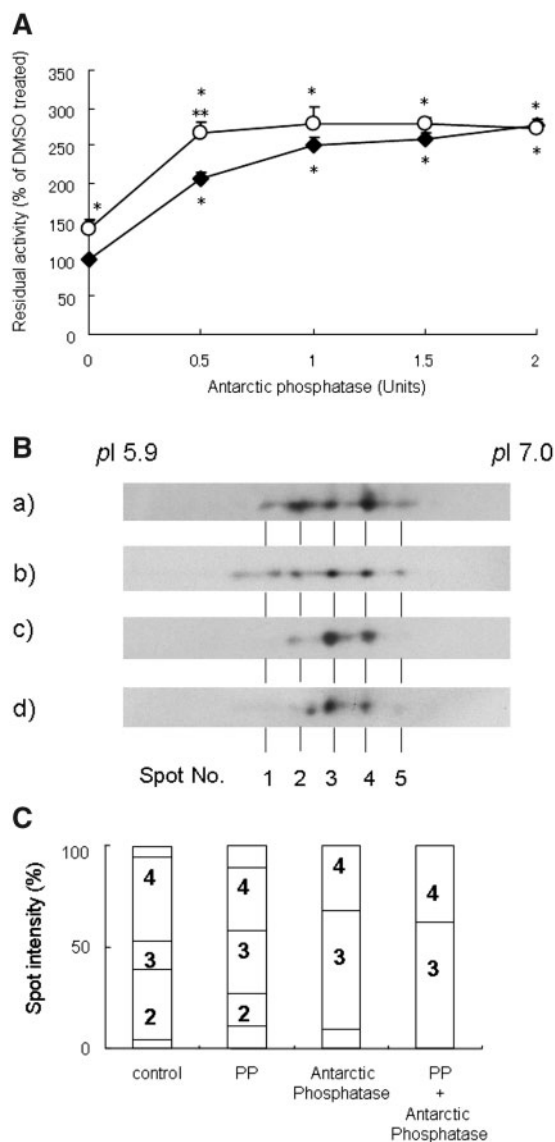 A
Residual activity (% of DMSO treated)
350
300
250
200
150
100
50
0
* ** * * *
* * * * *
0 0.5 1 1.5 2
Antarctic phosphatase (Units)
B
pI 5.9 pI 7.0
a)
b)
c)
d)
Spot No. 1 2 3 4 5
C
Spot intensity (%)
100
50
0
4 4 4 4
3 3 3 3
2 2
control PP Antarctic Phosphatase PP + Antarctic Phosphatase